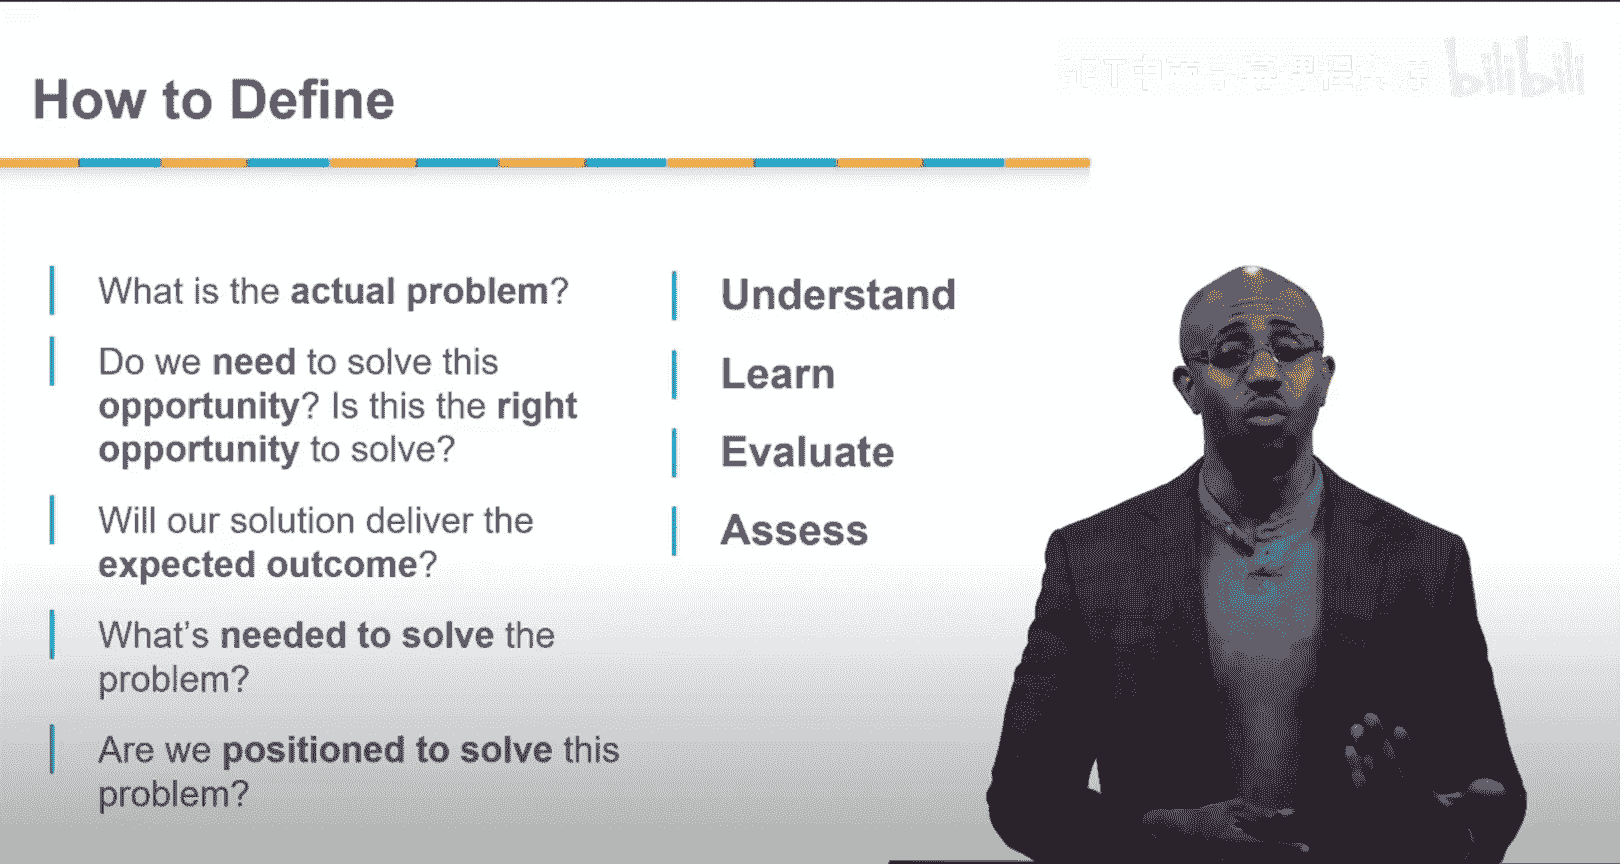 How to Define
bilibili
What is the actual problem?
Do we need to solve this
opportunity? Is this the right
opportunity to solve?
Will our solution deliver the
expected outcome?
What's needed to solve the
problem?
Are we positioned to solve this
problem?
Understand
Learn
Evaluate
Assess